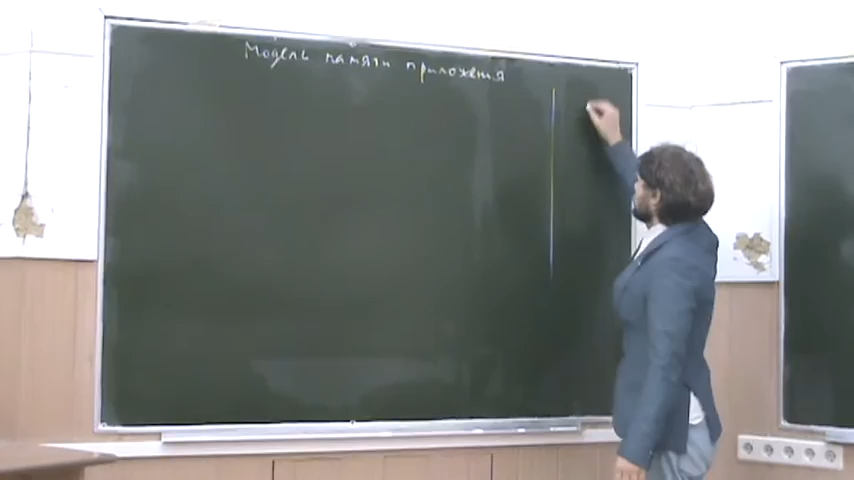 Модель памяти приложения